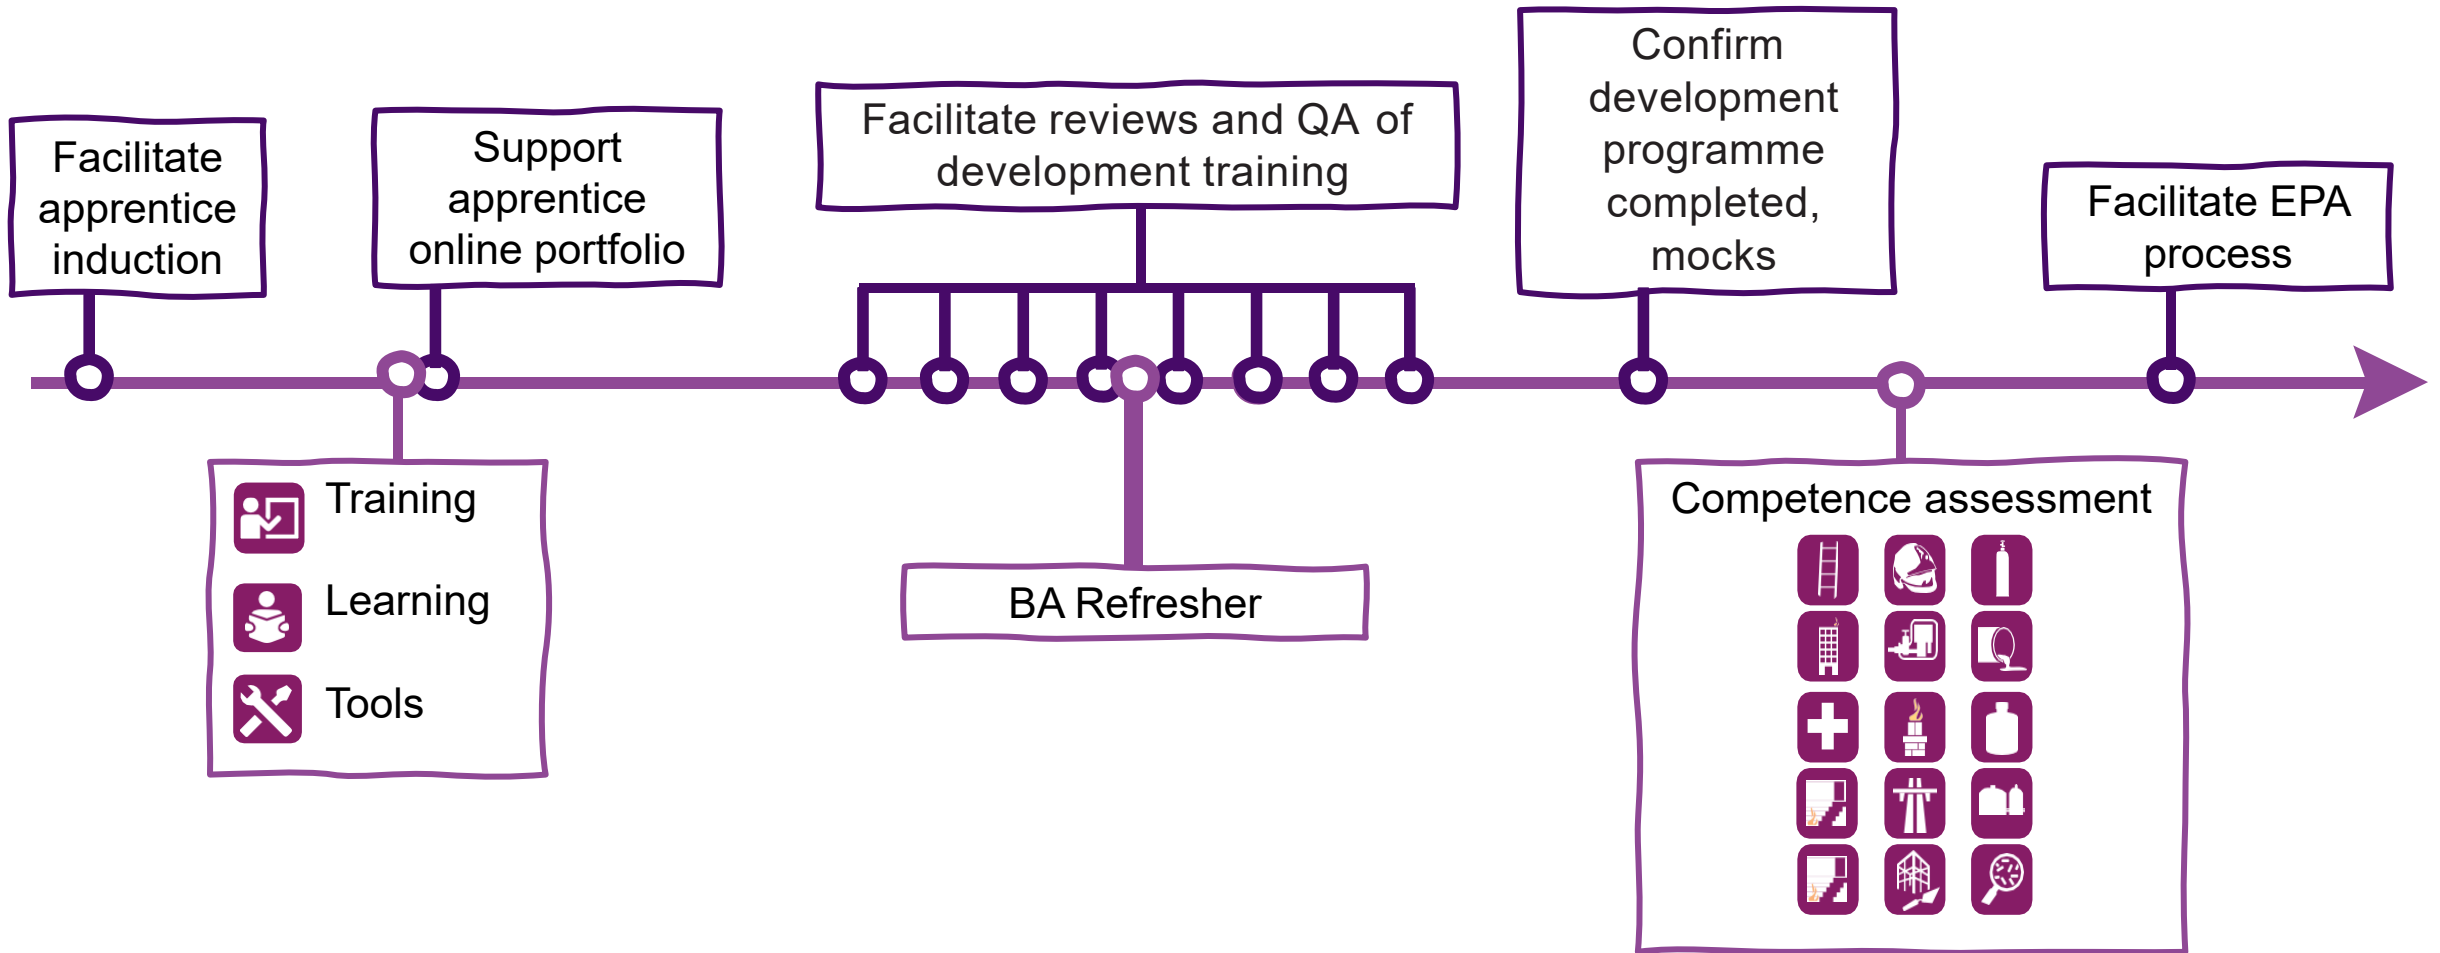 Facilitate
apprentice
induction
Support
apprentice
online portfolio
Facilitate reviews and QA of
development training
Confirm
development
programme
completed,
mocks
Facilitate EPA
process
Training
Learning
Tools
BA Refresher
Competence assessment